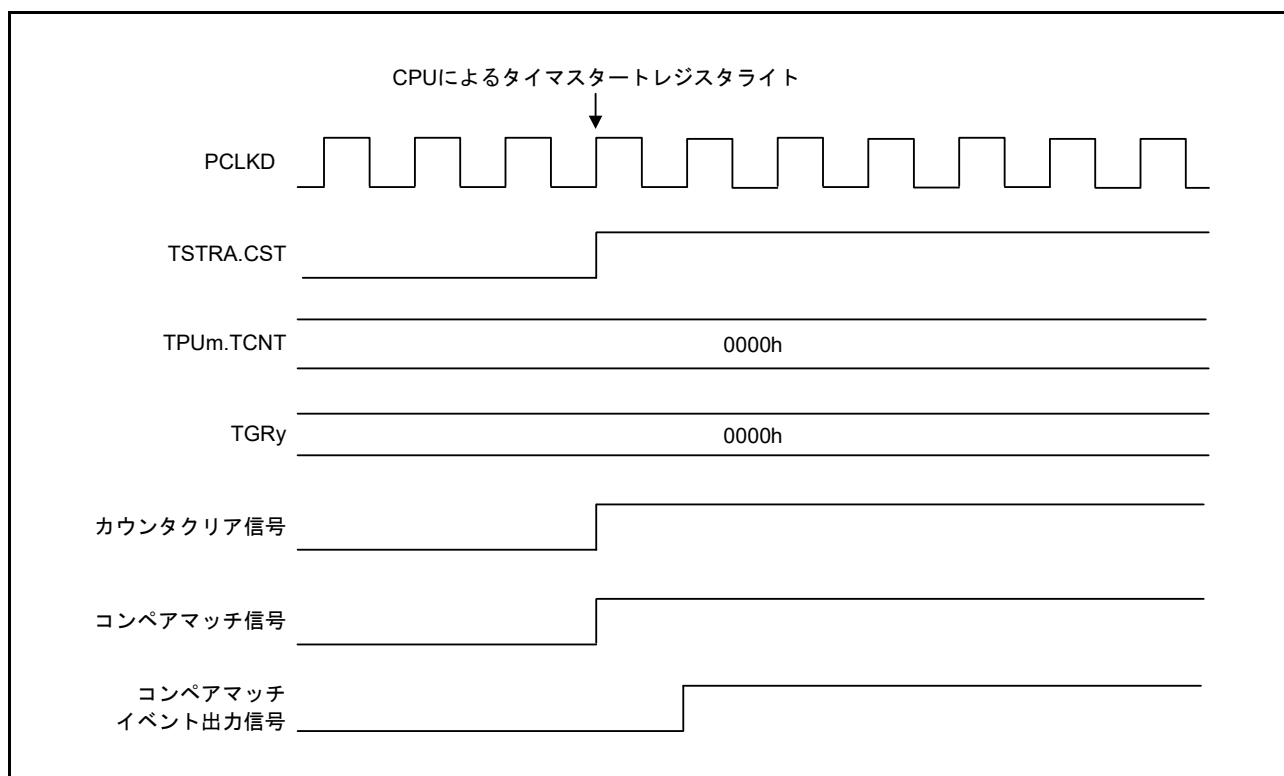 CPUによるタイマスタートレジスタライト
PCLKD
TSTRA.CST
TPUm.TCNT
0000h
TGRy
0000h
カウンタクリア信号
コンペアマッチ信号
コンペアマッチ
イベント出力信号